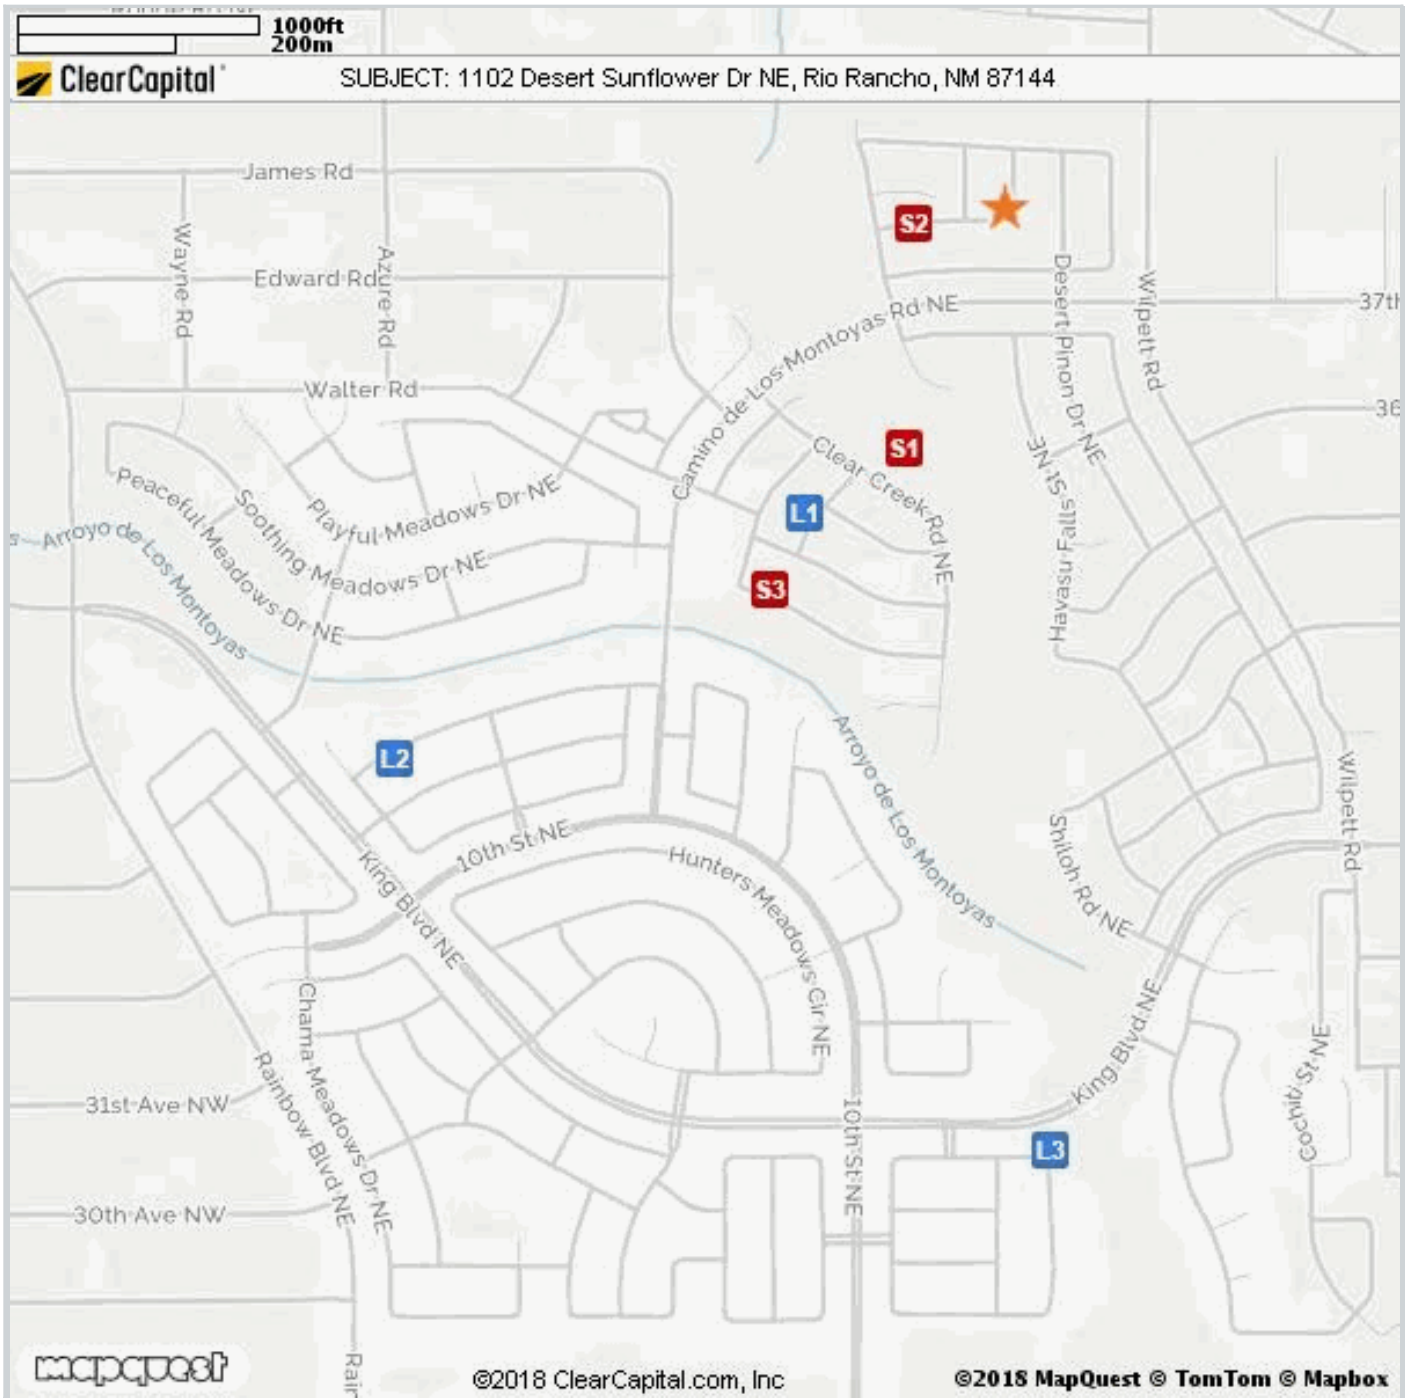 1000ft
200m
ClearCapital
SUBJECT: 1102 Desert Sunflower Dr NE, Rio Rancho, NM 87144
James Rd
S2
Wayne Rd
Azure Rd
Edward Rd
Desert Pinon Dr NE
Wilpett Rd
Camino de Los Montoyas Rd NE
37th
Walter Rd
36
S1
Clear Creek Rd NE
Havasu Falls St NE
Peaceful Meadows Dr NE
Soothing Meadows Dr NE
Playful Meadows Dr NE
L1
s
Arroyo de Los Montoyas
S3
Arroyo de Los Montoyas
L2
Wilpett Rd
10th St NE
King Blvd NE
Hunters Meadows Cir NE
Shiloh Rd NE
Chama Meadows Dr NE
Rainbow Blvd NE
King Blvd NE
Cochiti St NE
31st Ave NW
10th St NE
L3
30th Ave NW
Rain
mapquest
©2018 ClearCapital.com, Inc
©2018 MapQuest © TomTom © Mapbox